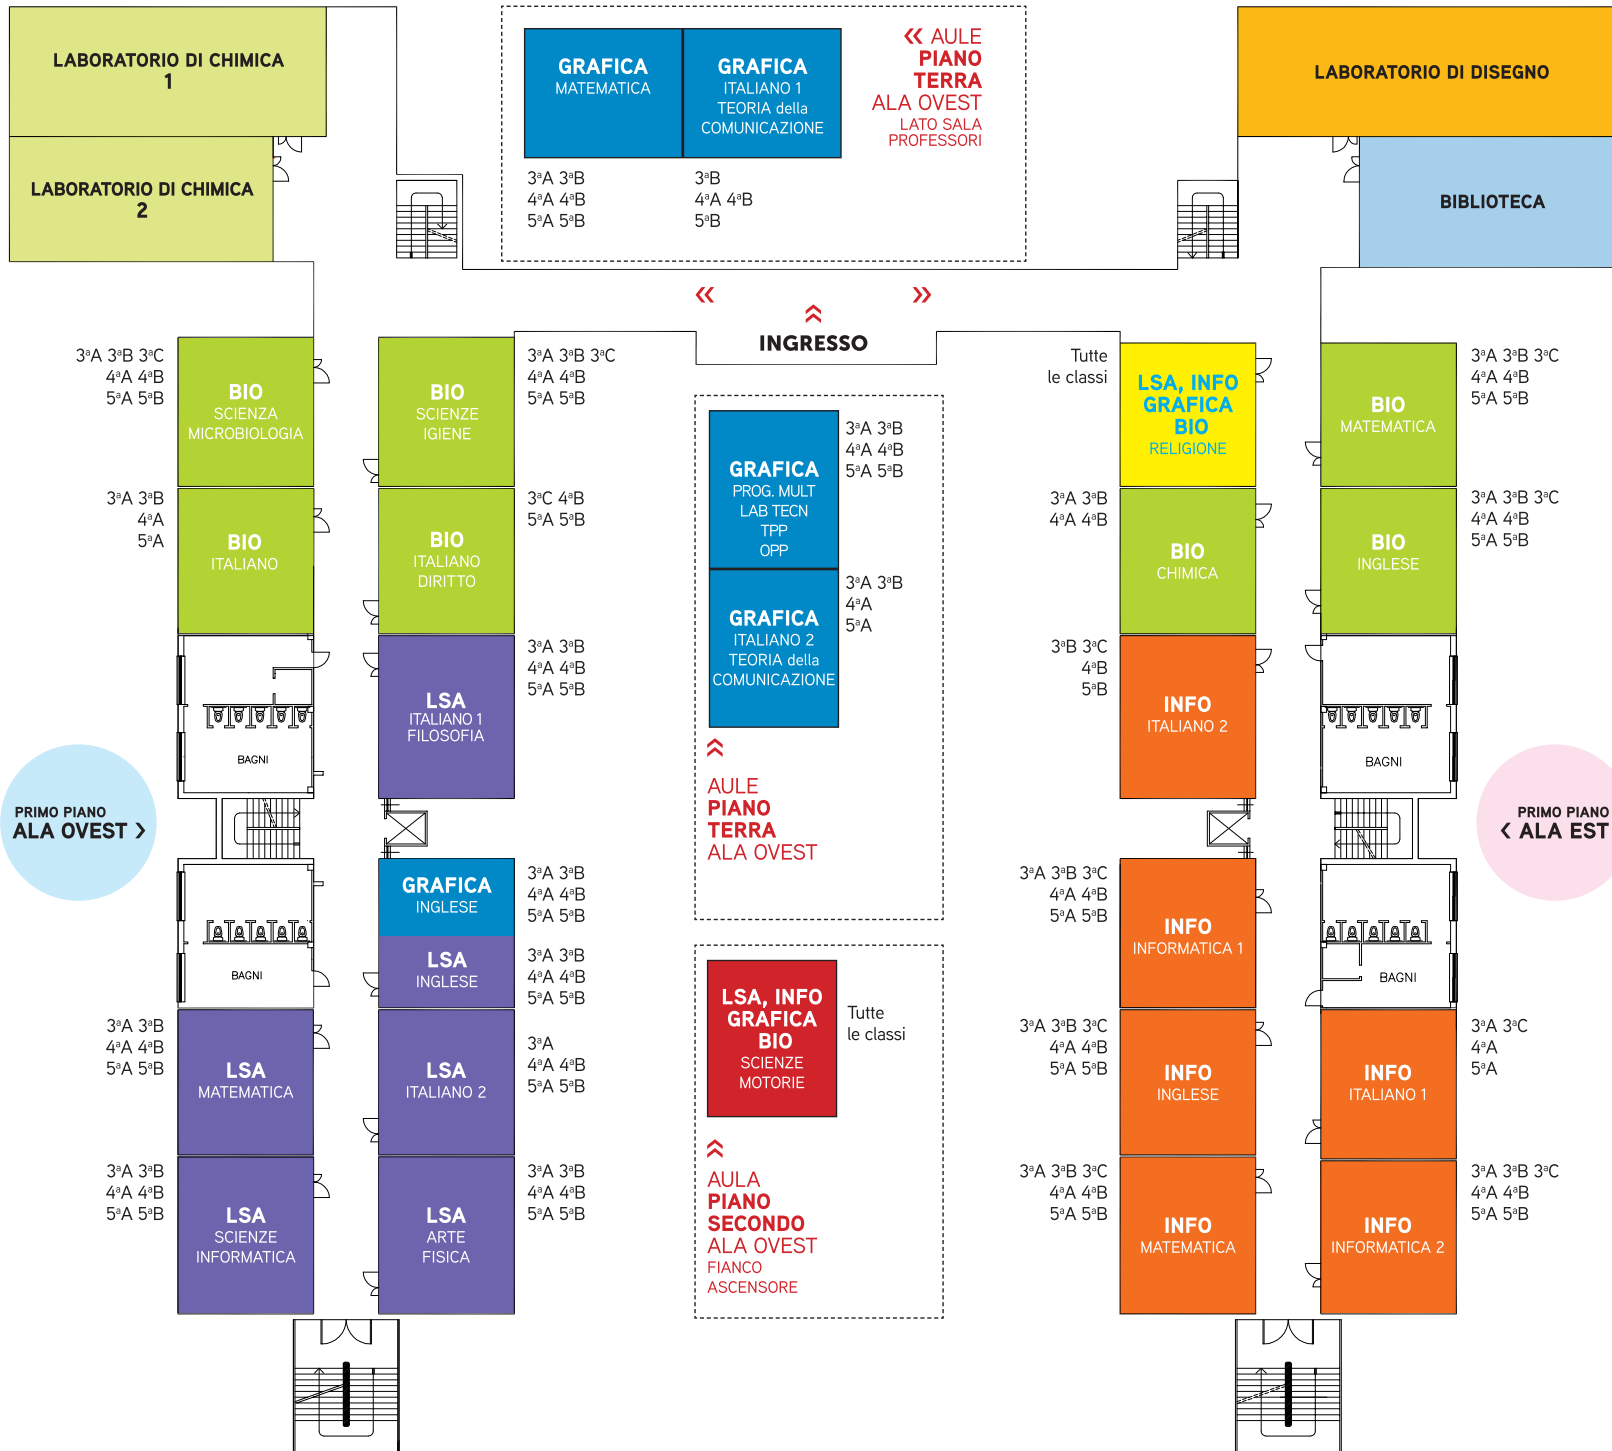 LABORATORIO DI CHIMICA
1
LABORATORIO DI CHIMICA
2
GRAFICA
MATEMATICA
3ªA 3ªB
4ªA 4ªB
5ªA 5ªB
GRAFICA
ITALIANO 1
TEORIA della
COMUNICAZIONE
3ªB
4ªA 4ªB
5ªB
« AULE
PIANO
TERRA
ALA OVEST
LATO SALA
PROFESSORI
LABORATORIO DI DISEGNO
BIBLIOTECA
INGRESSO
3ªA 3ªB 3ªC
4ªA 4ªB
5ªA 5ªB
BIO
SCIENZA
MICROBIOLOGIA
3ªA 3ªB
4ªA
5ªA
BIO
ITALIANO
BAGNI
PRIMO PIANO
ALA OVEST >
BAGNI
3ªA 3ªB
4ªA 4ªB
5ªA 5ªB
LSA
MATEMATICA
3ªA 3ªB
4ªA 4ªB
5ªA 5ªB
LSA
SCIENZE
INFORMATICA
BIO
SCIENZE
IGIENE
3ªA 3ªB 3ªC
4ªA 4ªB
5ªA 5ªB
BIO
ITALIANO
DIRITTO
3ªC 4ªB
5ªA 5ªB
LSA
ITALIANO 1
FILOSOFIA
3ªA 3ªB
4ªA 4ªB
5ªA 5ªB
GRAFICA
INGLESE
3ªA 3ªB
4ªA 4ªB
5ªA 5ªB
LSA
INGLESE
3ªA 3ªB
4ªA 4ªB
5ªA 5ªB
LSA
ITALIANO 2
3ªA
4ªA 4ªB
5ªA 5ªB
LSA
ARTE
FISICA
3ªA 3ªB
4ªA 4ªB
5ªA 5ªB
GRAFICA
PROG. MULT
LAB TECN
TPP
OPP
3ªA 3ªB
4ªA 4ªB
5ªA 5ªB
GRAFICA
ITALIANO 2
TEORIA della
COMUNICAZIONE
3ªA 3ªB
4ªA
5ªA
AULE
PIANO
TERRA
ALA OVEST
LSA, INFO
GRAFICA
BIO
SCIENZE
MOTORIE
Tutte
le classi
AULA
PIANO
SECONDO
ALA OVEST
FIANCO
ASCENSORE
Tutte
le classi
LSA, INFO
GRAFICA
BIO
RELIGIONE
3ªA 3ªB
4ªA 4ªB
BIO
CHIMICA
3ªB 3ªC
4ªB
5ªB
INFO
ITALIANO 2
3ªA 3ªB 3ªC
4ªA 4ªB
5ªA 5ªB
INFO
INFORMATICA 1
3ªA 3ªB 3ªC
4ªA 4ªB
5ªA 5ªB
INFO
INGLESE
3ªA 3ªB 3ªC
4ªA 4ªB
5ªA 5ªB
INFO
MATEMATICA
BIO
MATEMATICA
3ªA 3ªB 3ªC
4ªA 4ªB
5ªA 5ªB
BIO
INGLESE
3ªA 3ªB 3ªC
4ªA 4ªB
5ªA 5ªB
BAGNI
PRIMO PIANO
< ALA EST
BAGNI
INFO
ITALIANO 1
3ªA 3ªC
4ªA
5ªA
INFO
INFORMATICA 2
3ªA 3ªB 3ªC
4ªA 4ªB
5ªA 5ªB